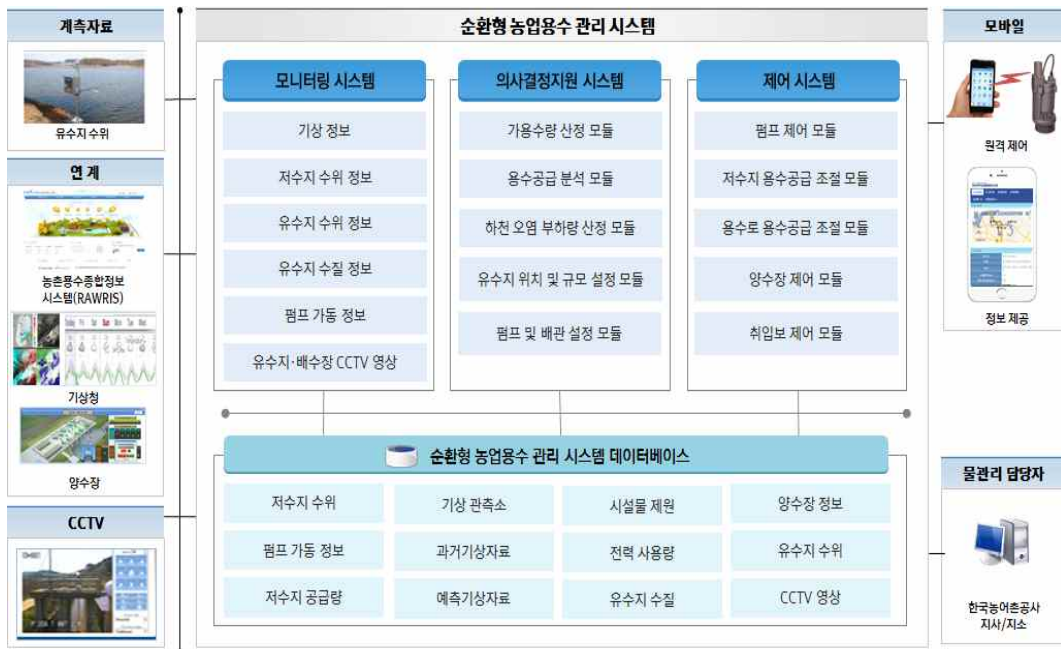 계측자료
유수지 수위
연 계
농촌용수종합정보
시스템(RAWRIS)
기상청
양수장
CCTV
순환형 농업용수 관리 시스템
모니터링 시스템
기상 정보
저수지 수위 정보
유수지 수위 정보
유수지 수질 정보
펌프 가동 정보
유수지·배수장 CCTV 영상
의사결정지원 시스템
가용수량 산정 모듈
용수공급 분석 모듈
하천 오염 부하량 산정 모듈
유수지 위치 및 규모 설정 모듈
펌프 및 배관 설정 모듈
제어 시스템
펌프 제어 모듈
저수지 용수공급 조절 모듈
용수로 용수공급 조절 모듈
양수장 제어 모듈
취입보 제어 모듈
순환형 농업용수 관리 시스템 데이터베이스
저수지 수위
기상 관측소
시설물 제원
양수장 정보
펌프 가동 정보
과거기상자료
전력 사용량
유수지 수위
저수지 공급량
예측기상자료
유수지 수질
CCTV 영상
모바일
원격 제어
정보 제공
물관리 담당자
한국농어촌공사
지사/지소